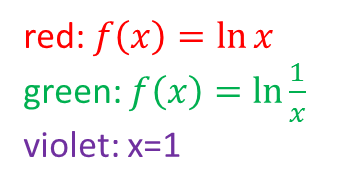 red: f(x) = ln x
green: f(x) = ln 1/x
violet: x=1